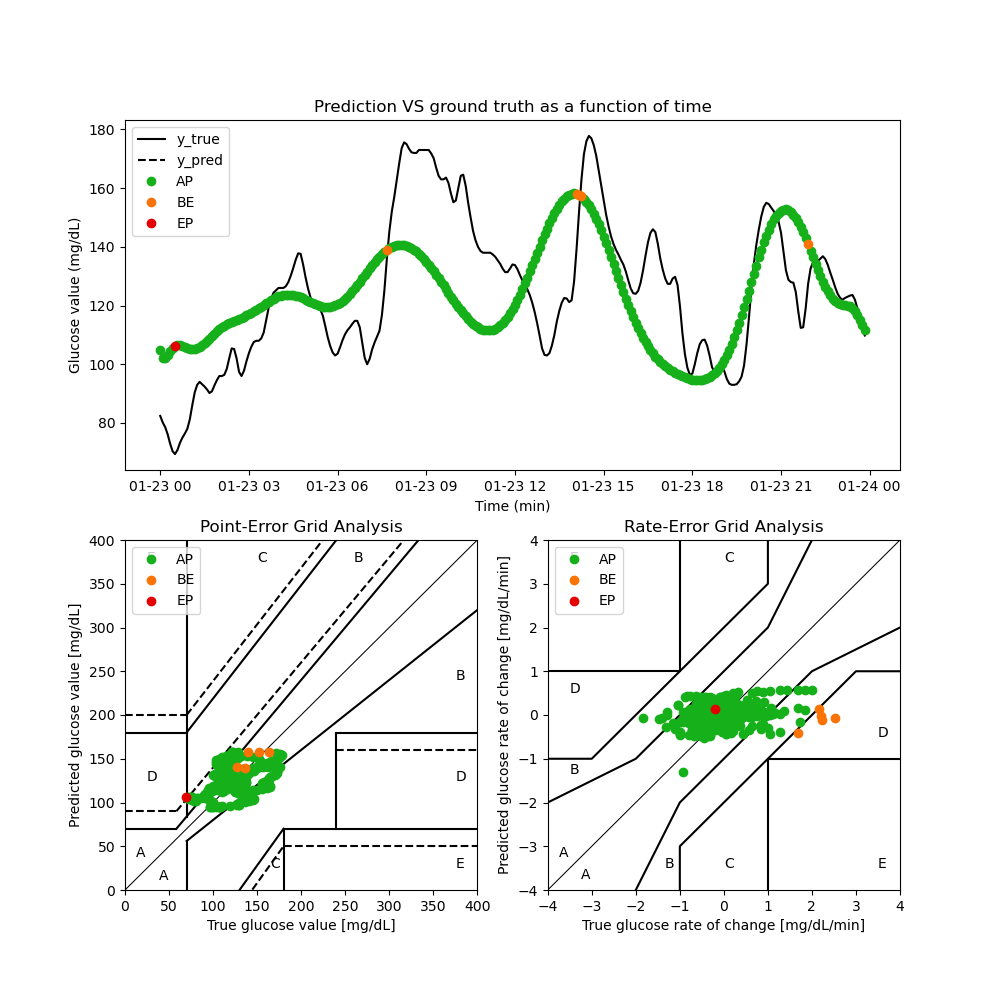 Prediction VS ground truth as a function of time
Glucose value (mg/dL)
180
160
140
120
100
80
y_true
y_pred
AP
BE
EP
01-23 00 01-23 03 01-23 06 01-23 09 01-23 12 01-23 15 01-23 18 01-23 21 01-24 00
Time (min)
Point-Error Grid Analysis
Predicted glucose value [mg/dL]
400
350
300
250
200
150
100
50
0
AP
BE
EP
C
B
B
D
D
A
A
C
E
0 50 100 150 200 250 300 350 400
True glucose value [mg/dL]
Rate-Error Grid Analysis
Predicted glucose rate of change [mg/dL/min]
4
3
2
1
0
−1
−2
−3
−4
AP
BE
EP
C
D
D
B
A
A
B
C
E
−4 −3 −2 −1 0 1 2 3 4
True glucose rate of change [mg/dL/min]